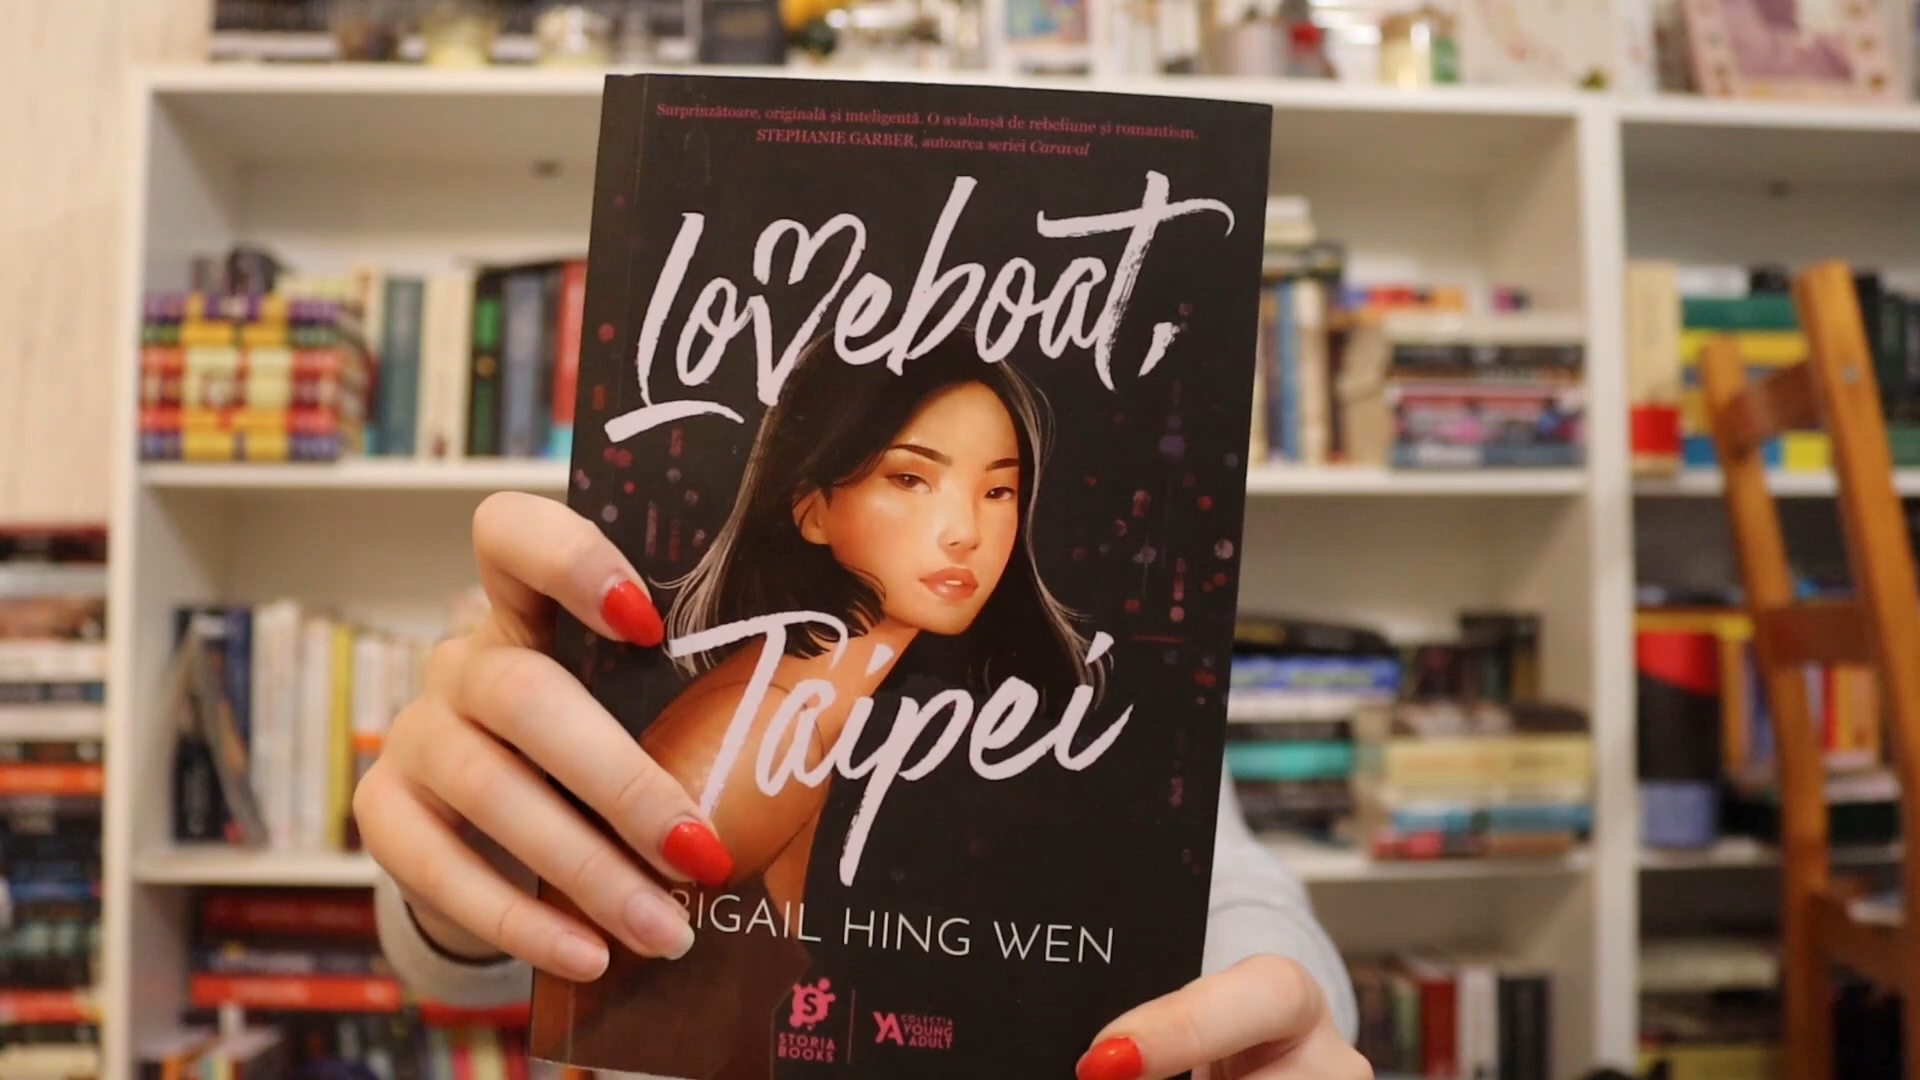 Surprinzătoare, originală și inteligentă. O avalanșă de rebeliune și romantism.
STEPHANIE GARBER, autoarea seriei Caraval
Loveboat,
Taipei
BIGAIL HING WEN
S
STORIA
BOOKS
YA
COLECȚIA
YOUNG
ADULT